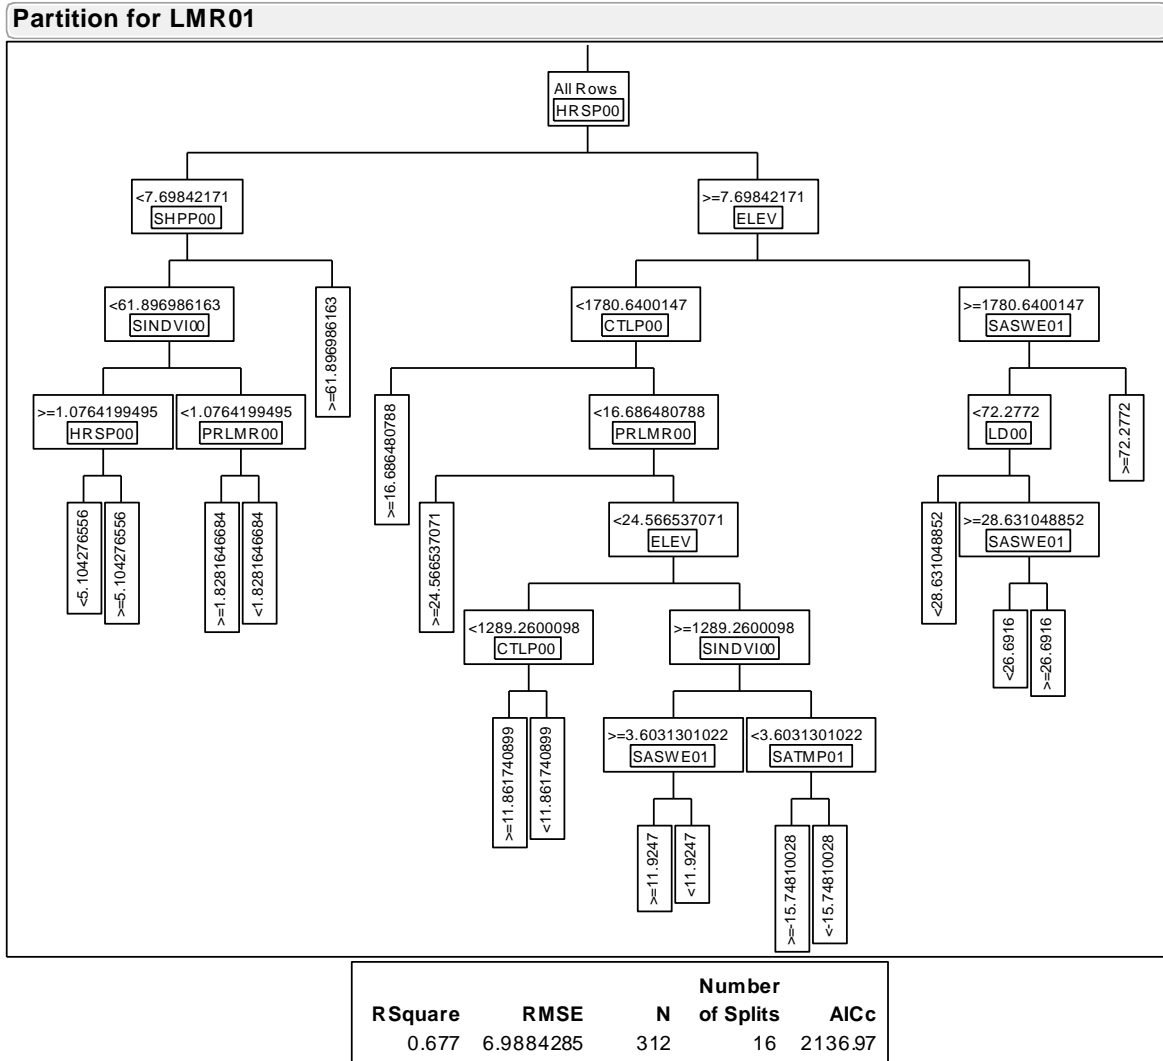 Partition for LMR01
All Rows
HRSP00
<7.69842171
SHPP00
>=7.69842171
ELEV
<61.896986163
SINDVI00
>=61.896986163
<1780.6400147
CTLP00
>=1780.6400147
SASWE01
>=1.0764199495
HRSP00
<1.0764199495
PRLMR00
>=16.686480788
<16.686480788
PRLMR00
<72.2772
LD00
>=72.2772
<5.104276556
>=5.104276556
>=1.8281646684
<1.8281646684
>=24.566537071
<24.566537071
ELEV
<28.631048852
>=28.631048852
SASWE01
<1289.2600098
CTLP00
>=1289.2600098
SINDVI00
<26.6916
>=26.6916
>=11.861740899
<11.861740899
>=3.6031301022
SASWE01
<3.6031301022
SATMP01
>=11.9247
<11.9247
>=-15.74810028
<-15.74810028
Number
RSquare RMSE N of Splits AICc
0.677 6.9884285 312 16 2136.97